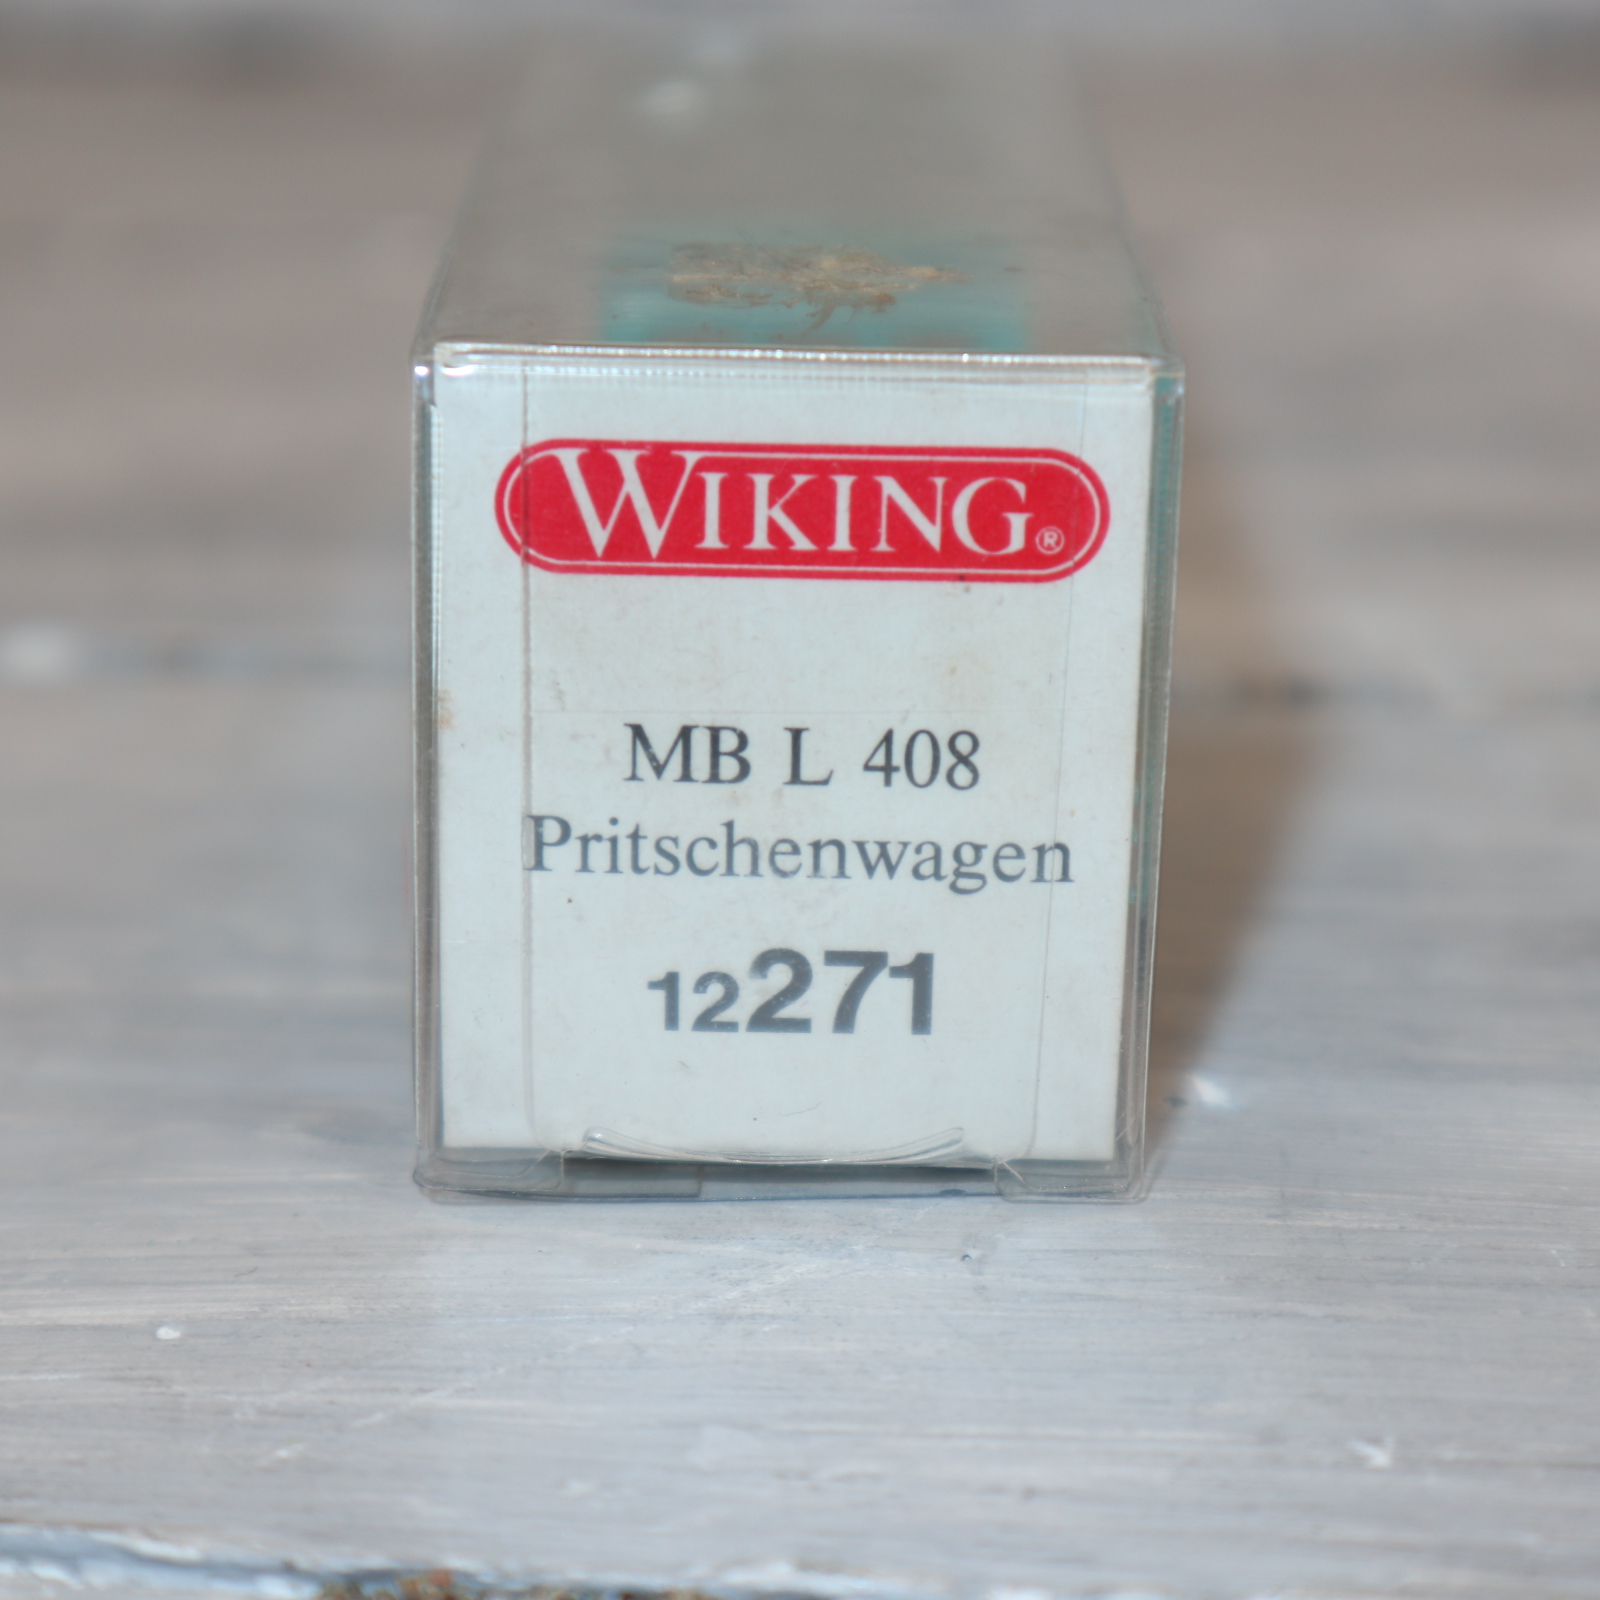 WIKING®
MB L 408
Pritschenwagen
12271